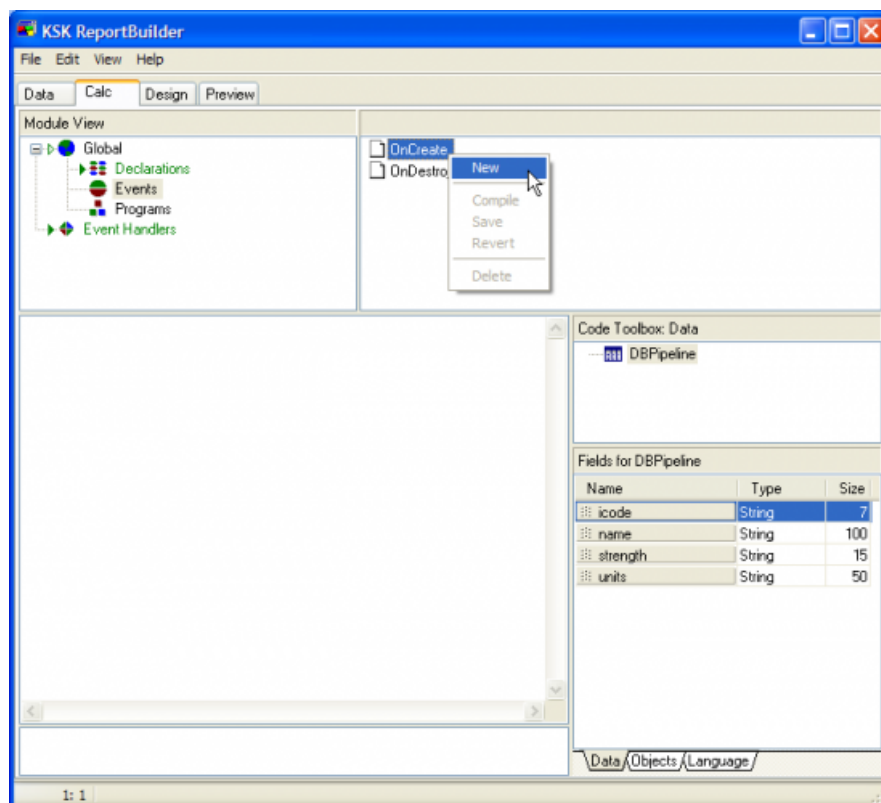 KSK ReportBuilder
File Edit View Help
Data Calc Design Preview
Module View
Global
Declarations
Events
Programs
Event Handlers
OnCreate
OnDestro
New
Compile
Save
Revert
Delete
Code Toolbox: Data
DBPipeline
Fields for DBPipeline
Name Type Size
icode String 7
name String 100
strength String 15
units String 50
Data Objects Language
1: 1